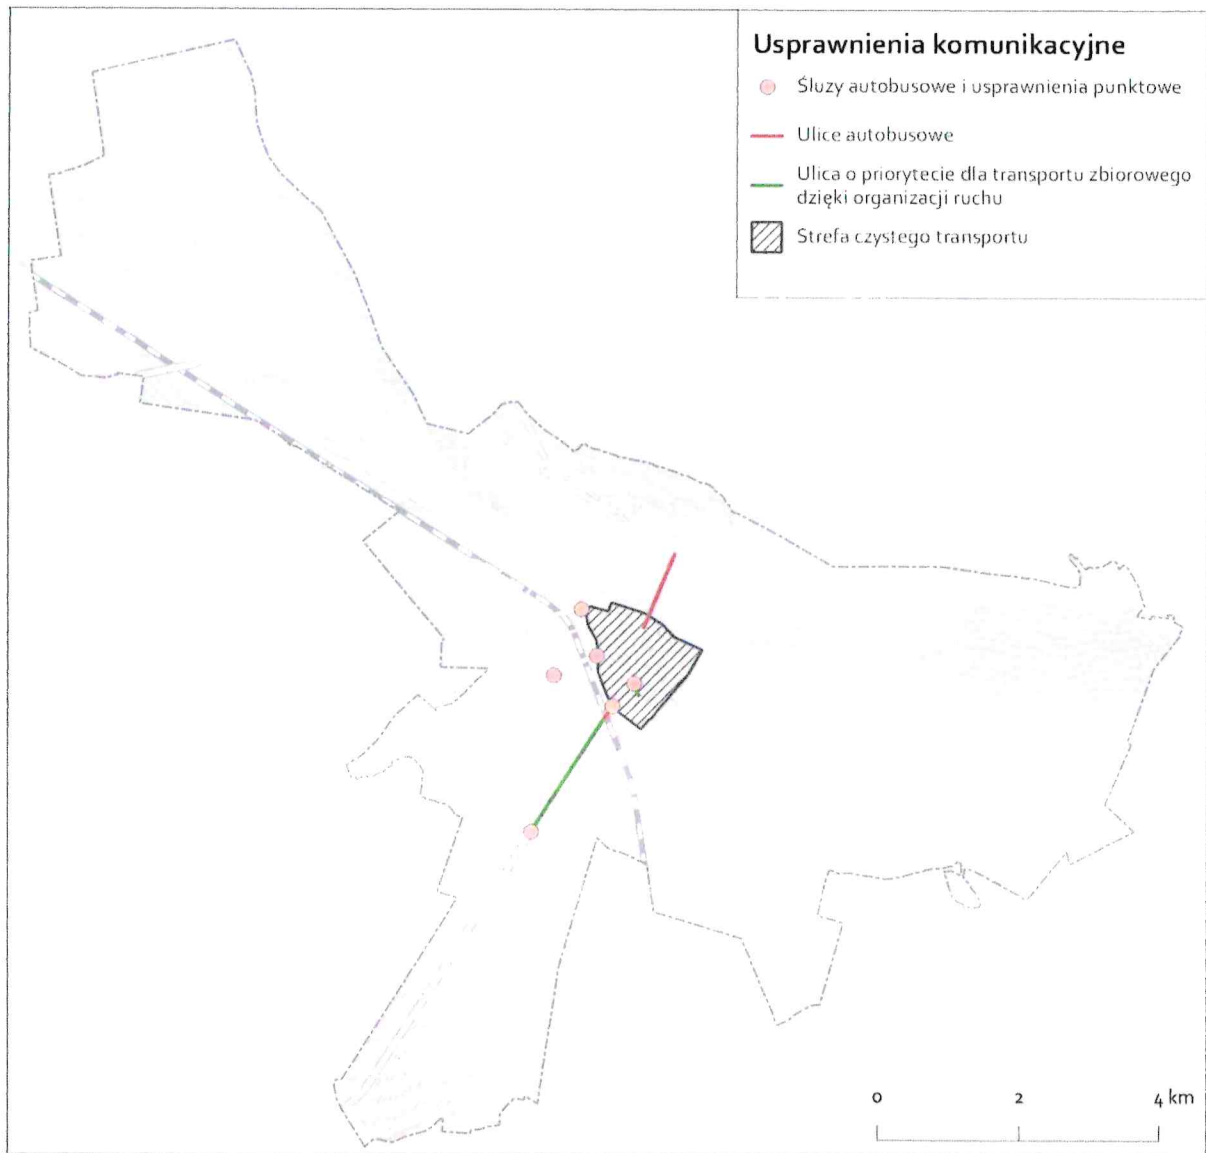 Usprawnienia komunikacyjne
Śluzy autobusowe i usprawnienia punktowe
Ulice autobusowe
Ulica o priorytecie dla transportu zbiorowego
dzięki organizacji ruchu
Strefa czystego transportu
0 2 4 km